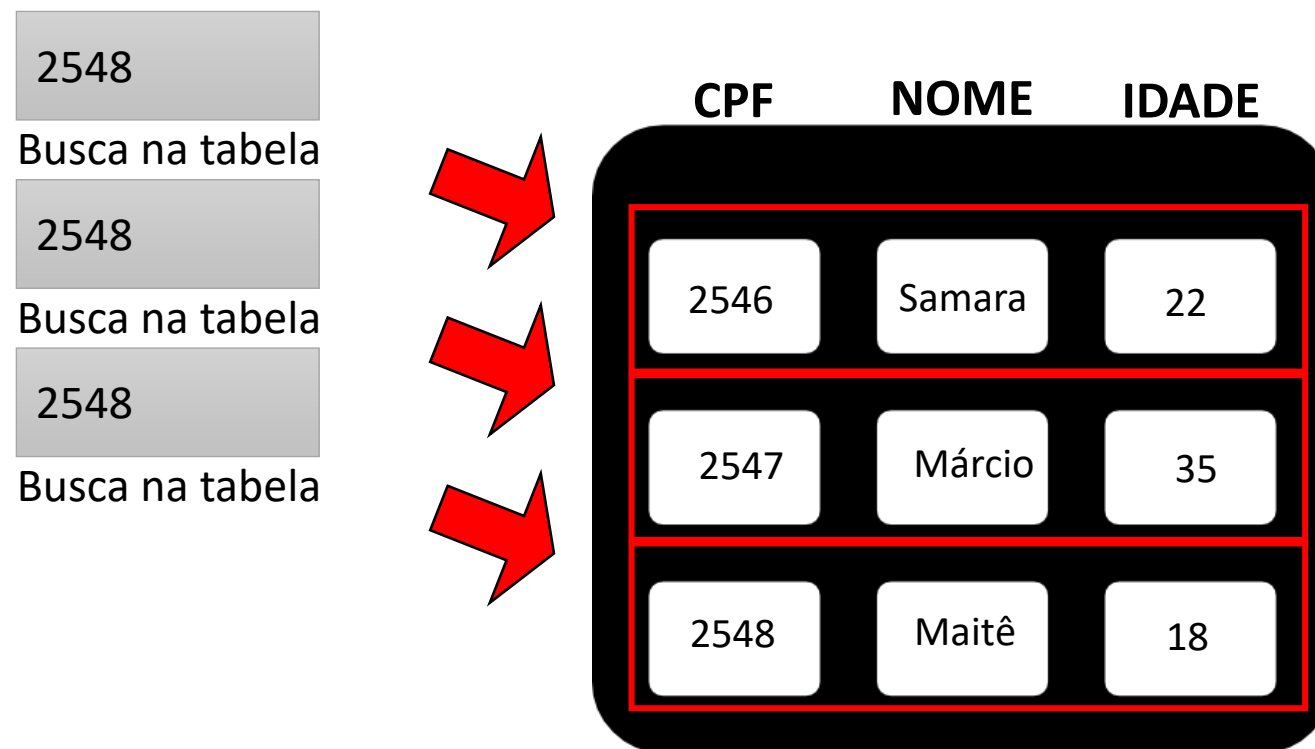 2548
Busca na tabela
2548
Busca na tabela
2548
Busca na tabela
CPF NOME IDADE
2546 Samara 22
2547 Márcio 35
2548 Maitê 18